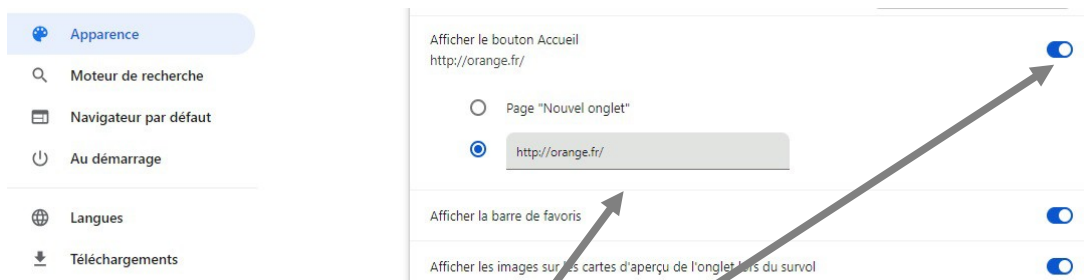 Apparence
Moteur de recherche
Navigateur par défaut
Au démarrage
Langues
Téléchargements
Afficher le bouton Accueil
http://orange.fr/
Page "Nouvel onglet"
http://orange.fr/
Afficher la barre de favoris
Afficher les images sur les cartes d'aperçu de l'onglet lors du survol